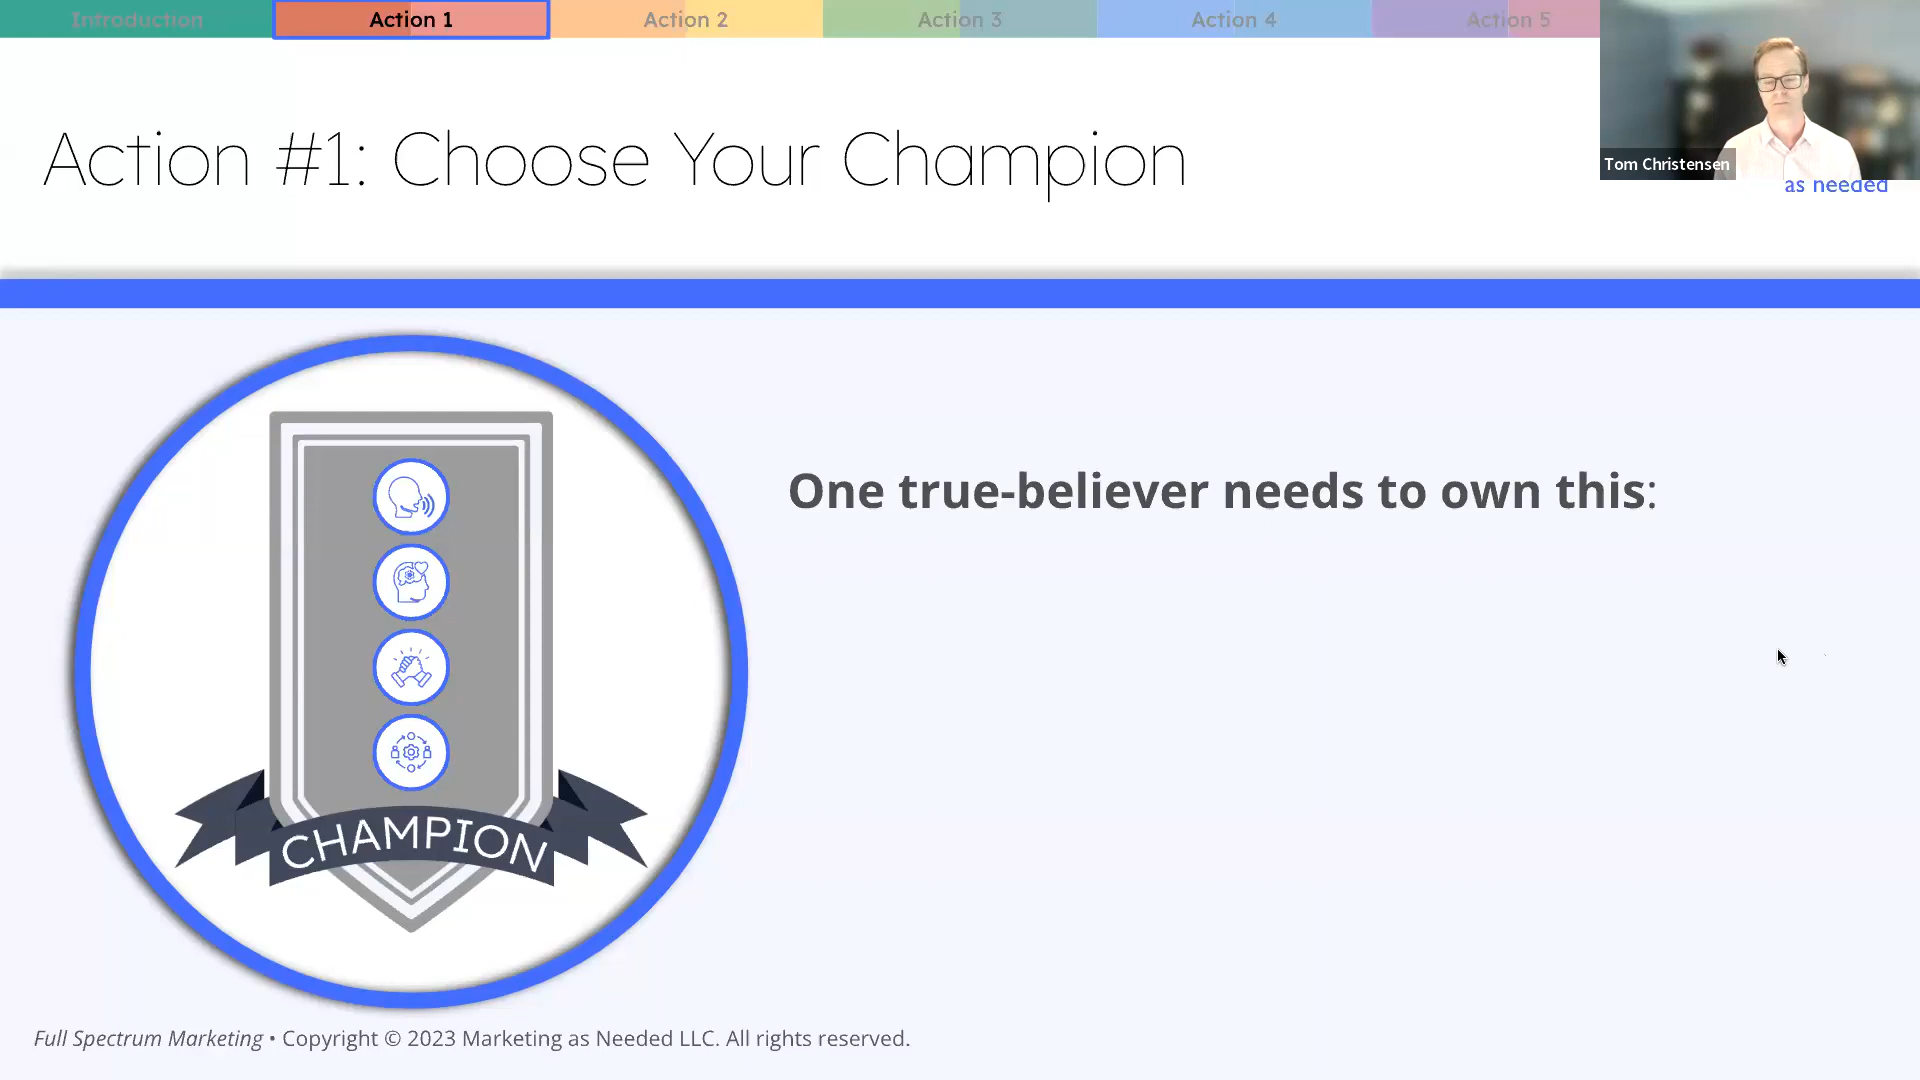 Introduction
Action 1
Action 2
Action 3
Action 4
Action 5
Tom Christensen
as needed
Action #1: Choose Your Champion
One true-believer needs to own this:
CHAMPION
Full Spectrum Marketing • Copyright © 2023 Marketing as Needed LLC. All rights reserved.